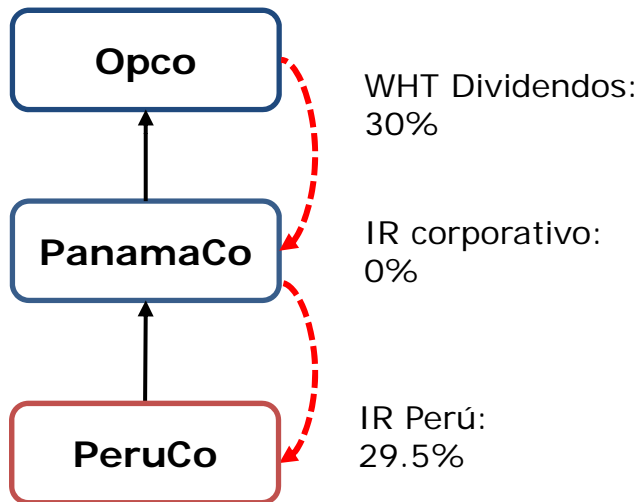 Opco
WHT Dividendos:
30%
PanamaCo
IR corporativo:
0%
PeruCo
IR Perú:
29.5%